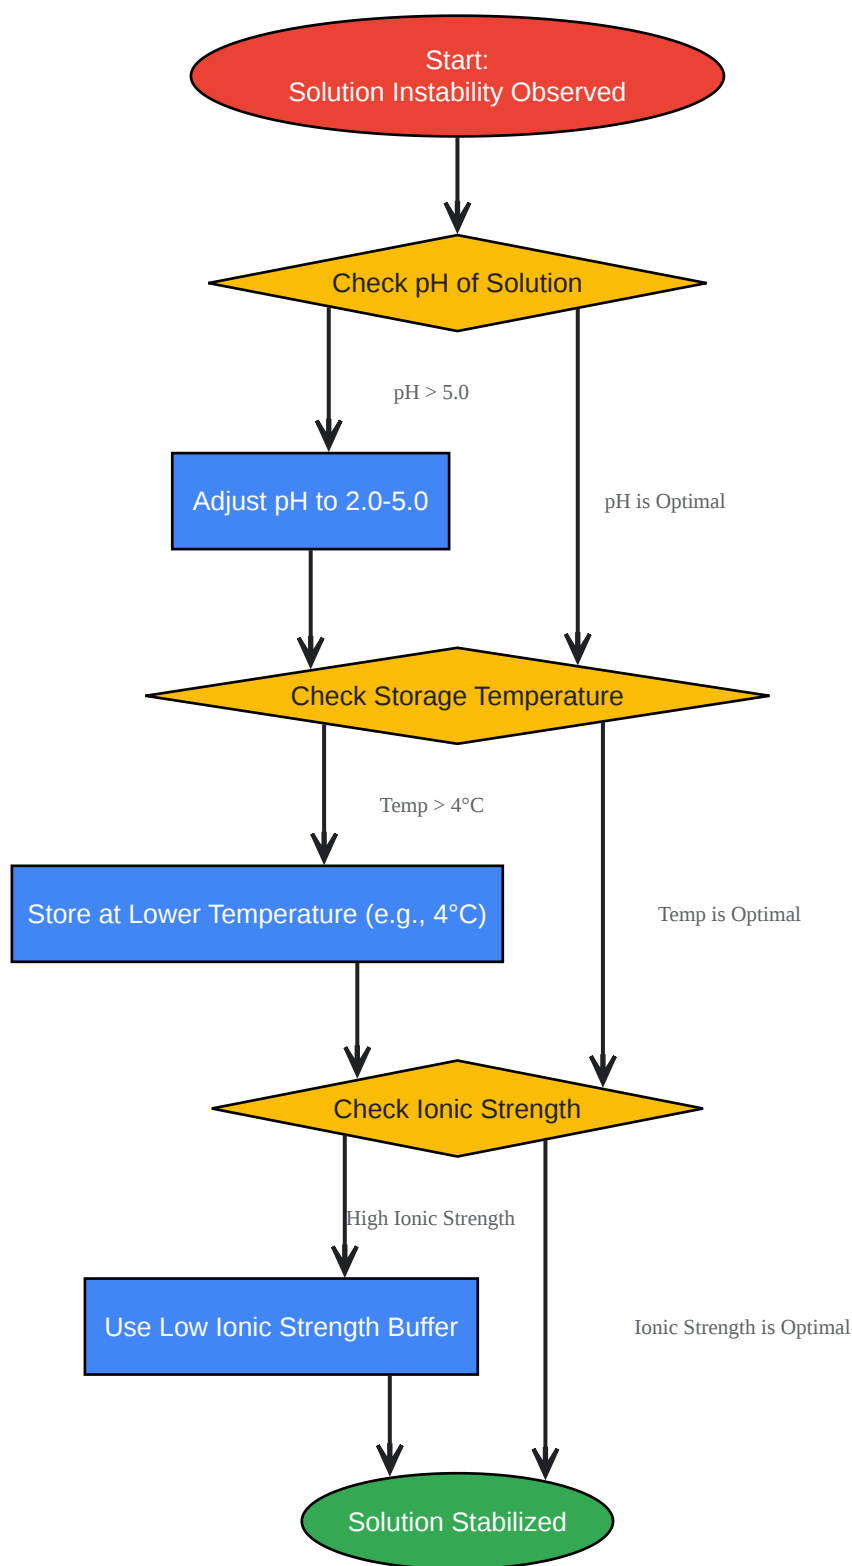 Start:
Solution Instability Observed
Check pH of Solution
pH > 5.0
Adjust pH to 2.0-5.0
pH is Optimal
Check Storage Temperature
Temp > 4°C
Store at Lower Temperature (e.g., 4°C)
Temp is Optimal
Check Ionic Strength
High Ionic Strength
Use Low Ionic Strength Buffer
Ionic Strength is Optimal
Solution Stabilized